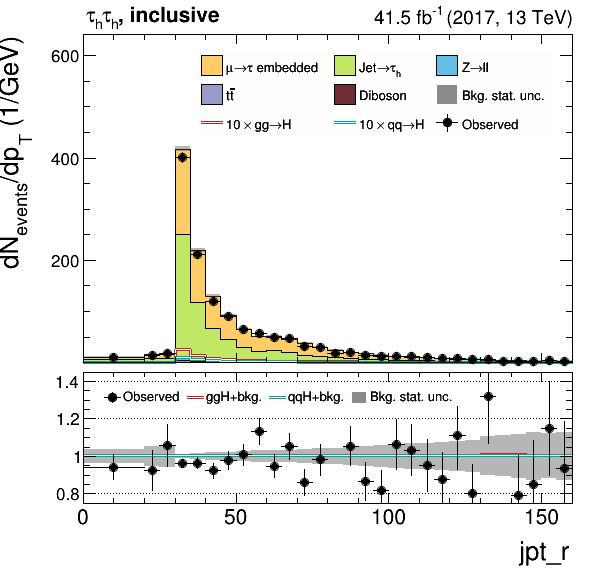 τhτh, inclusive 41.5 fb-1 (2017, 13 TeV)
dNevents/dpT (1/GeV)
600
400
200
μ→τ embedded Jet→τh Z→ll
tt̄ Diboson Bkg. stat. unc.
10 × gg→H 10 × qq→H Observed
1.4
1.2
1
0.8
Observed ggH+bkg. qqH+bkg. Bkg. stat. unc.
0 50 100 150
jpt_r